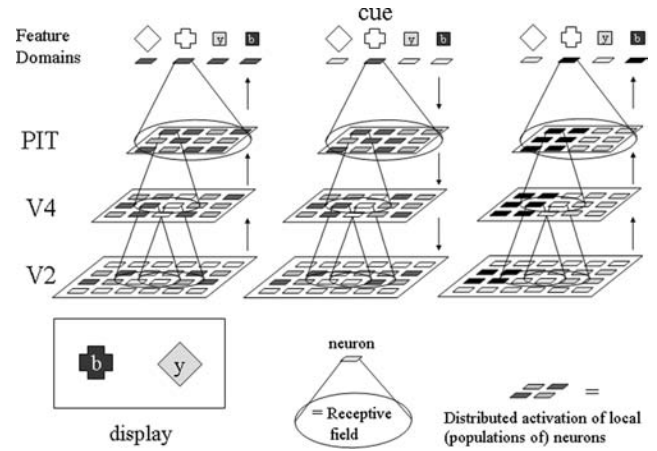 cue
Feature
Domains
y b y b y b
PIT
V4
V2
b y
display
neuron
= Receptive
field
=
Distributed activation of local
(populations of) neurons